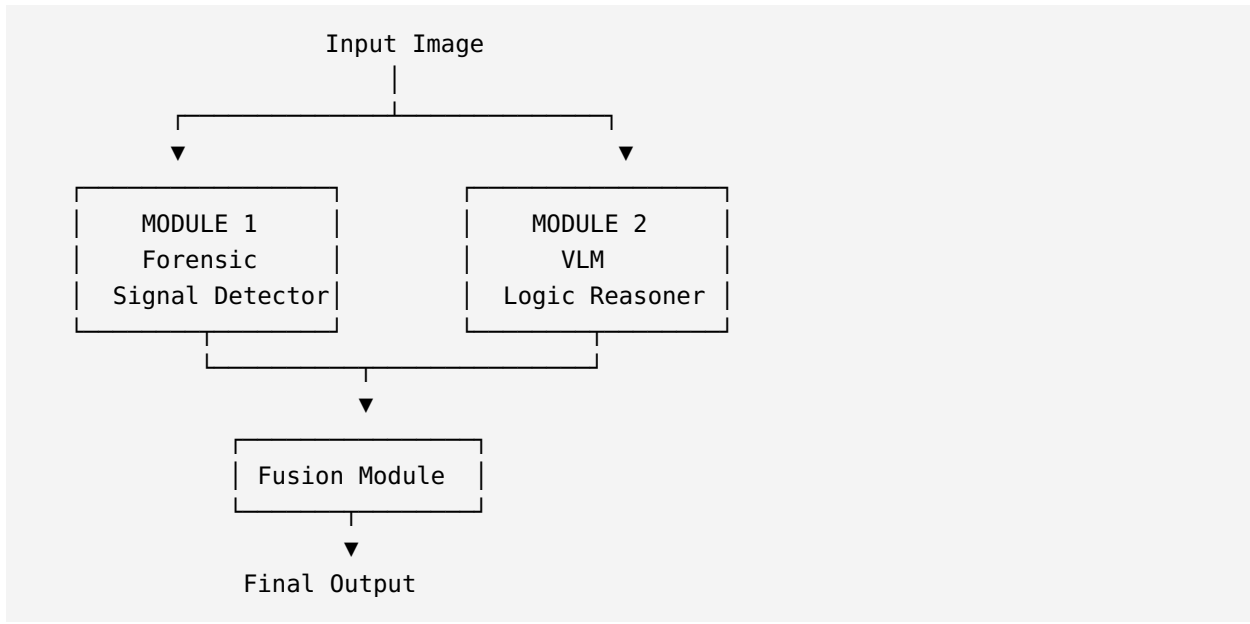 Input Image
MODULE 1 MODULE 2
Forensic VLM
Signal Detector Logic Reasoner
Fusion Module
Final Output